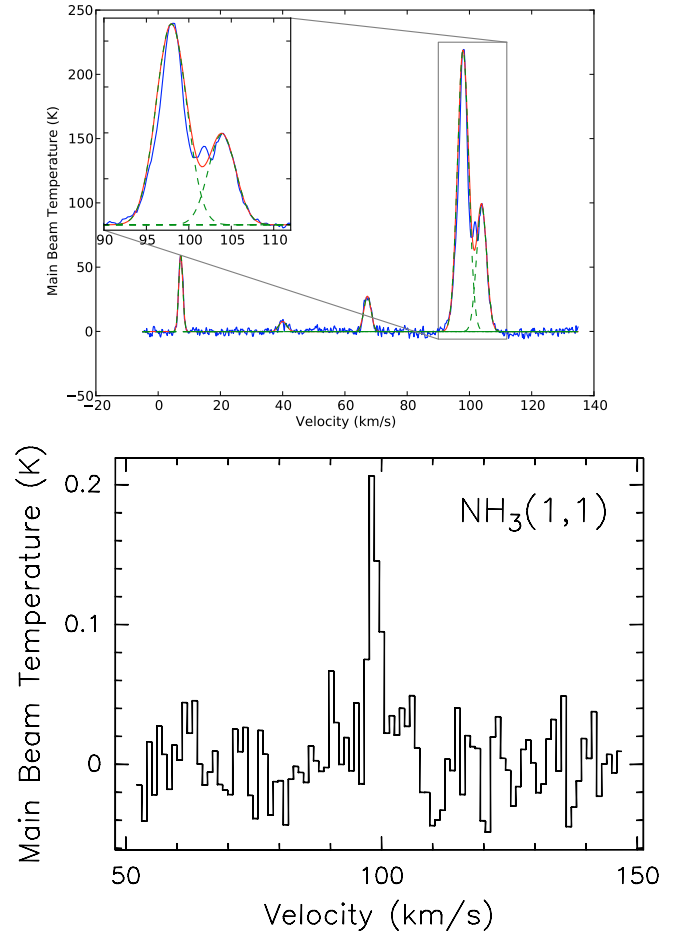 250
200
150
100
50
0
−50
Main Beam Temperature (K)
90 95 100 105 110
−20 0 20 40 60 80 100 120 140
Velocity (km/s)
NH3(1,1)
0.2
0.1
0
Main Beam Temperature (K)
50 100 150
Velocity (km/s)